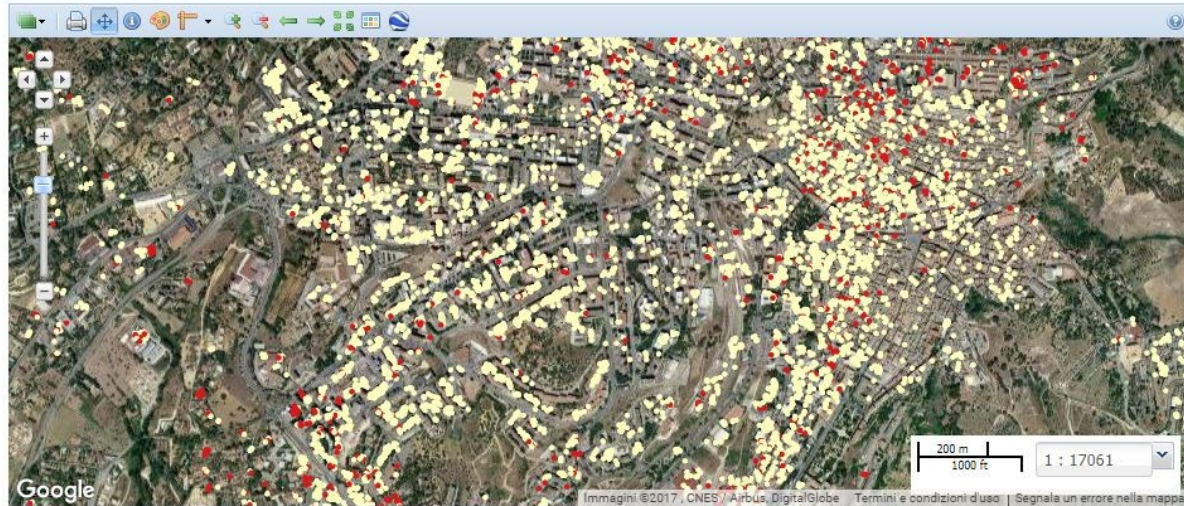 200 m
1000 ft
1 : 17061
Google
Immagini ©2017 , CNES / Airbus, DigitalGlobe Termini e condizioni d'uso Segnala un errore nella mappa